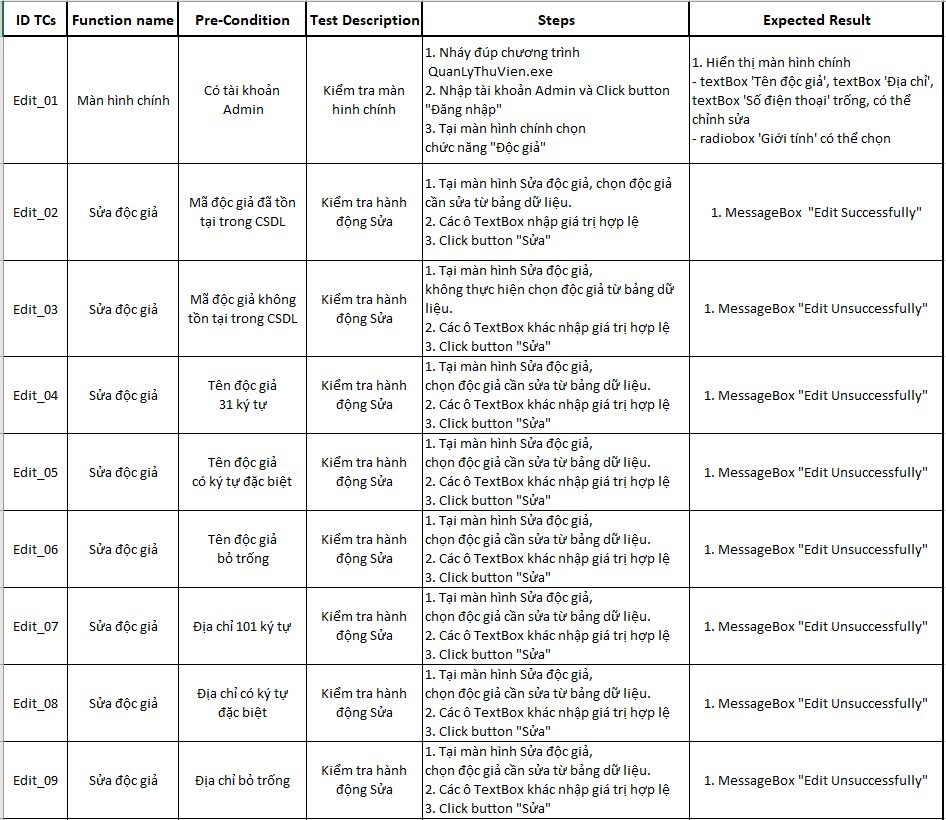 ID TCs Function name Pre-Condition Test Description Steps Expected Result
Edit_01
Màn hình chính
Có tài khoản
Admin
Kiểm tra màn
hình chính
1. Nháy đúp chương trình
QuanLyThuVien.exe
2. Nhập tài khoản Admin và Click button
"Đăng nhập"
3. Tại màn hình chính chọn
chức năng "Độc giả"
1. Hiển thị màn hình chính
- textBox 'Tên độc giả', textBox 'Địa chỉ',
textBox 'Số điện thoại' trống, có thể
chỉnh sửa
- radiobox 'Giới tính' có thể chọn
Edit_02
Sửa độc giả
Mã độc giả đã tồn
tại trong CSDL
Kiểm tra hành
động Sửa
1. Tại màn hình Sửa độc giả, chọn độc giả
cần sửa từ bảng dữ liệu.
2. Các ô TextBox nhập giá trị hợp lệ
3. Click button "Sửa"
1. MessageBox "Edit Successfully"
Edit_03
Sửa độc giả
Mã độc giả không
tồn tại trong CSDL
Kiểm tra hành
động Sửa
1. Tại màn hình Sửa độc giả,
không thực hiện chọn độc giả từ bảng dữ
liệu.
2. Các ô TextBox khác nhập giá trị hợp lệ
3. Click button "Sửa"
1. MessageBox "Edit Unsuccessfully"
Edit_04
Sửa độc giả
Tên độc giả
31 ký tự
Kiểm tra hành
động Sửa
1. Tại màn hình Sửa độc giả,
chọn độc giả cần sửa từ bảng dữ liệu.
2. Các ô TextBox khác nhập giá trị hợp lệ
3. Click button "Sửa"
1. MessageBox "Edit Unsuccessfully"
Edit_05
Sửa độc giả
Tên độc giả
có ký tự đặc biệt
Kiểm tra hành
động Sửa
1. Tại màn hình Sửa độc giả,
chọn độc giả cần sửa từ bảng dữ liệu.
2. Các ô TextBox khác nhập giá trị hợp lệ
3. Click button "Sửa"
1. MessageBox "Edit Unsuccessfully"
Edit_06
Sửa độc giả
Tên độc giả
bỏ trống
Kiểm tra hành
động Sửa
1. Tại màn hình Sửa độc giả,
chọn độc giả cần sửa từ bảng dữ liệu.
2. Các ô TextBox khác nhập giá trị hợp lệ
3. Click button "Sửa"
1. MessageBox "Edit Unsuccessfully"
Edit_07
Sửa độc giả
Địa chỉ 101 ký tự
Kiểm tra hành
động Sửa
1. Tại màn hình Sửa độc giả,
chọn độc giả cần sửa từ bảng dữ liệu.
2. Các ô TextBox khác nhập giá trị hợp lệ
3. Click button "Sửa"
1. MessageBox "Edit Unsuccessfully"
Edit_08
Sửa độc giả
Địa chỉ có ký tự
đặc biệt
Kiểm tra hành
động Sửa
1. Tại màn hình Sửa độc giả,
chọn độc giả cần sửa từ bảng dữ liệu.
2. Các ô TextBox khác nhập giá trị hợp lệ
3. Click button "Sửa"
1. MessageBox "Edit Unsuccessfully"
Edit_09
Sửa độc giả
Địa chỉ bỏ trống
Kiểm tra hành
động Sửa
1. Tại màn hình Sửa độc giả,
chọn độc giả cần sửa từ bảng dữ liệu.
2. Các ô TextBox khác nhập giá trị hợp lệ
3. Click button "Sửa"
1. MessageBox "Edit Unsuccessfully"